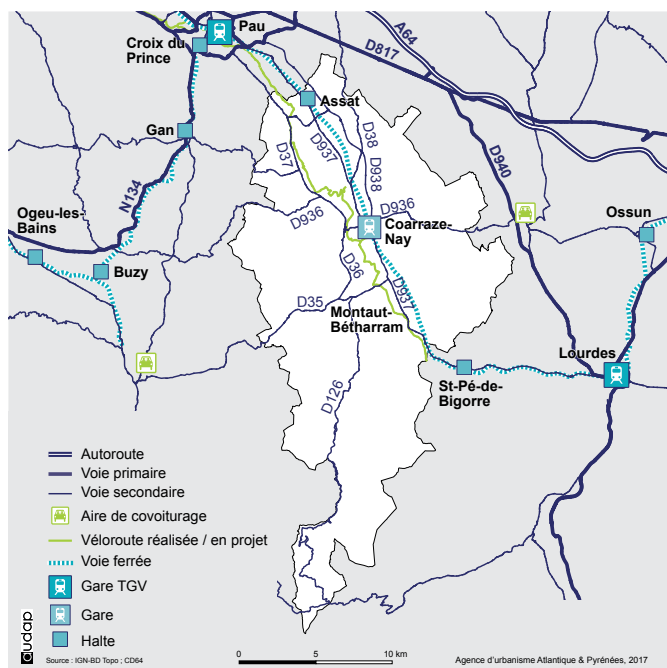 Pau
A64
D817
Croix du
Prince
Assat
Gan
D37
D937
D38
D938
D940
N134
D936
D936
Coarraze-
Nay
Ossun
Ogeu-les-
Bains
Buzy
D36
D937
D35
Montaut-
Bétharram
Lourdes
St-Pé-de-
Bigorre
D126
Autoroute
Voie primaire
Voie secondaire
Aire de covoiturage
Véloroute réalisée / en projet
Voie ferrée
Gare TGV
Gare
Halte
audap
Source : IGN-BD Topo ; CD64
0 5 10 km
Agence d'urbanisme Atlantique & Pyrénées, 2017